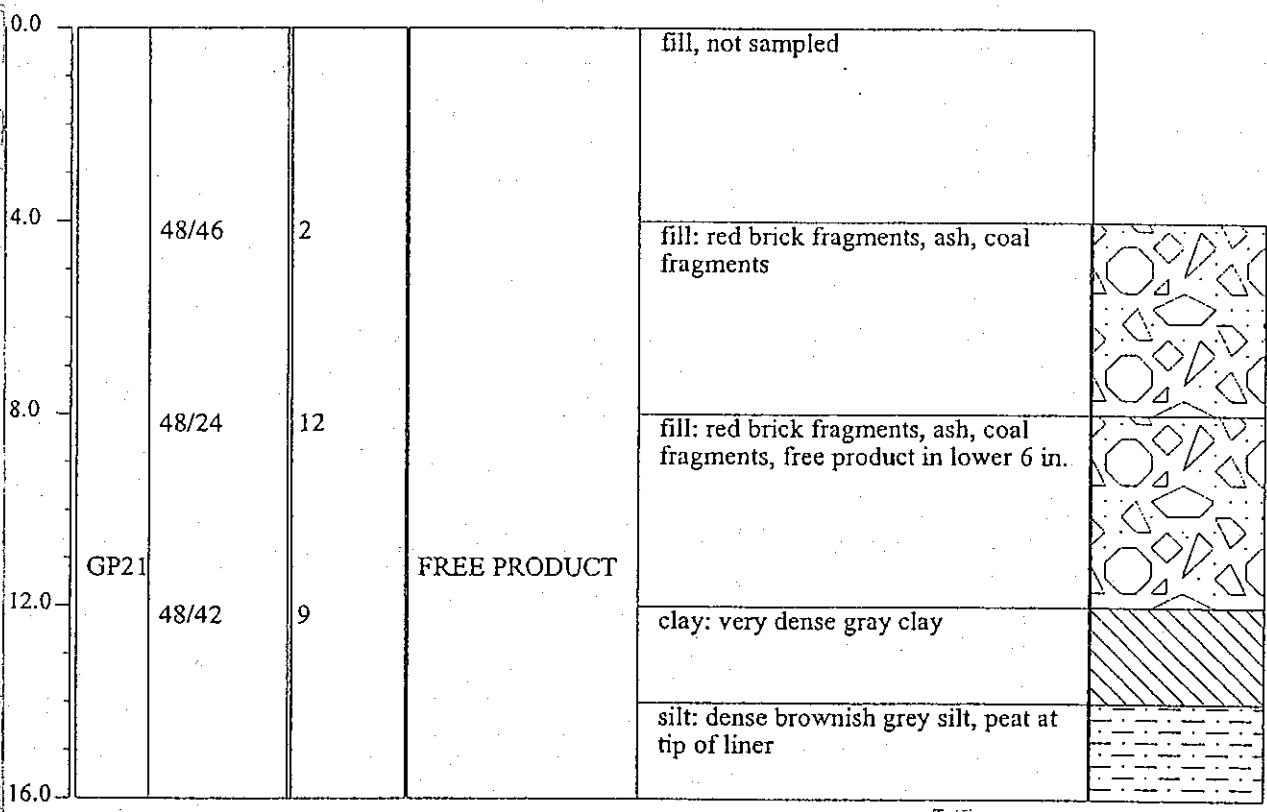 0.0
fill, not sampled
4.0
48/46 2
fill: red brick fragments, ash, coal
fragments
8.0
48/24 12
fill: red brick fragments, ash, coal
fragments, free product in lower 6 in.
GP21 FREE PRODUCT
12.0
48/42 9
clay: very dense gray clay
silt: dense brownish grey silt, peat at
tip of liner
16.0